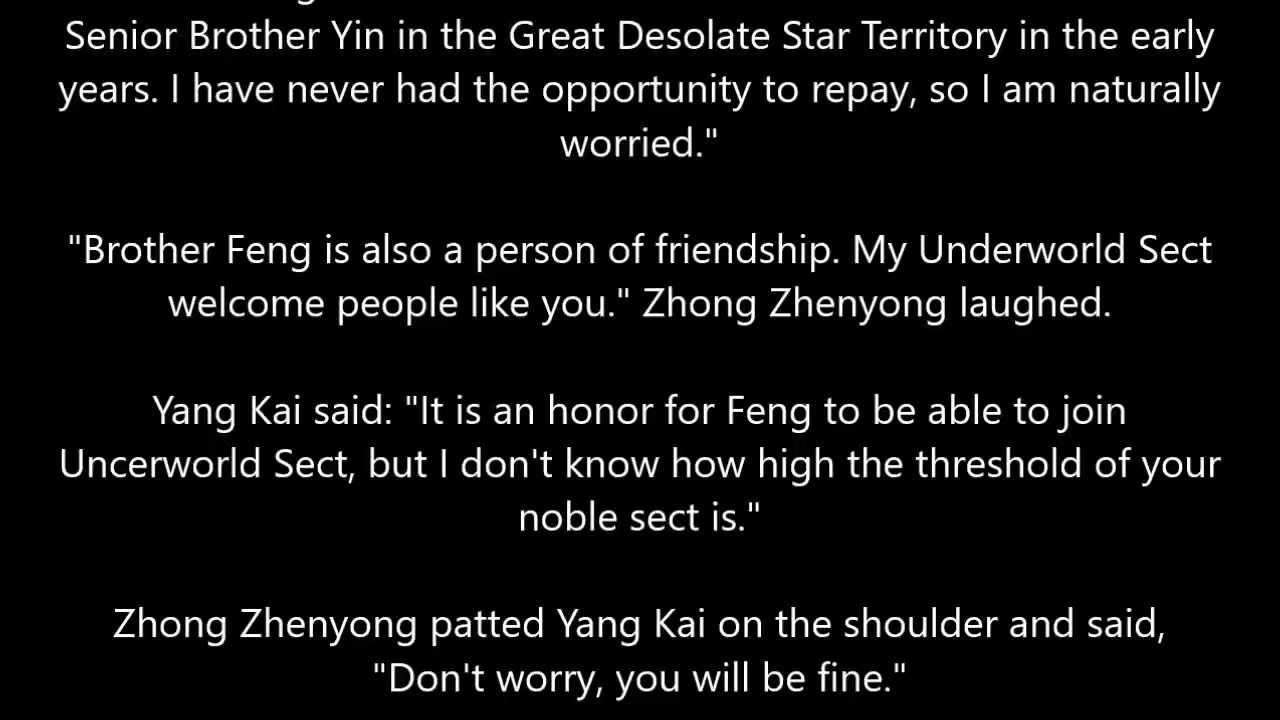 Senior Brother Yin in the Great Desolate Star Territory in the early
years. I have never had the opportunity to repay, so I am naturally
worried."
"Brother Feng is also a person of friendship. My Underworld Sect
welcome people like you." Zhong Zhenyong laughed.
Yang Kai said: "It is an honor for Feng to be able to join
Uncerworld Sect, but I don't know how high the threshold of your
noble sect is."
Zhong Zhenyong patted Yang Kai on the shoulder and said,
"Don't worry, you will be fine."